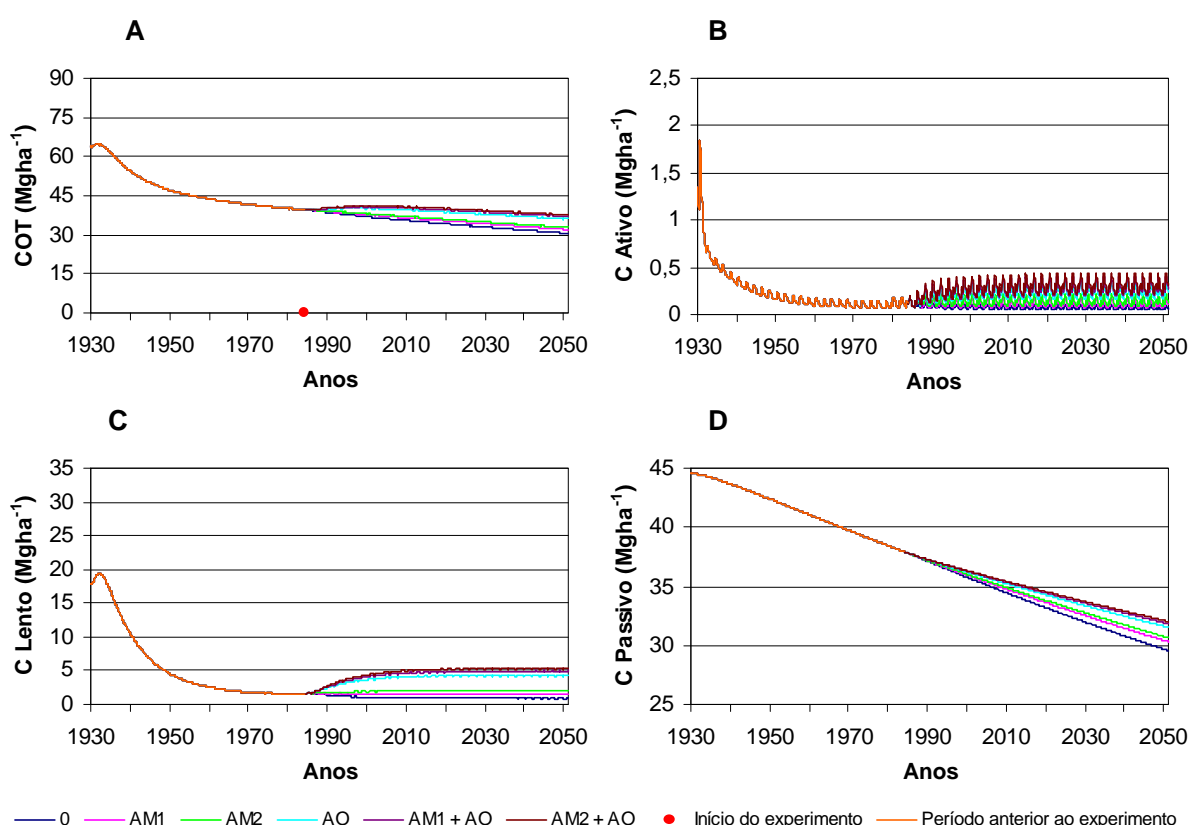 A
COT (Mgha⁻¹)
90
75
60
45
30
15
0
1930 1950 1970 1990 2010 2030 2050
Anos
B
C Ativo (Mgha⁻¹)
2,5
2
1,5
1
0,5
0
1930 1950 1970 1990 2010 2030 2050
Anos
C
C Lento (Mgha⁻¹)
35
30
25
20
15
10
5
0
1930 1950 1970 1990 2010 2030 2050
Anos
D
C Passivo (Mgha⁻¹)
45
40
35
30
25
1930 1950 1970 1990 2010 2030 2050
Anos
0 AM1 AM2 AO AM1 + AO AM2 + AO Início do experimento Período anterior ao experimento